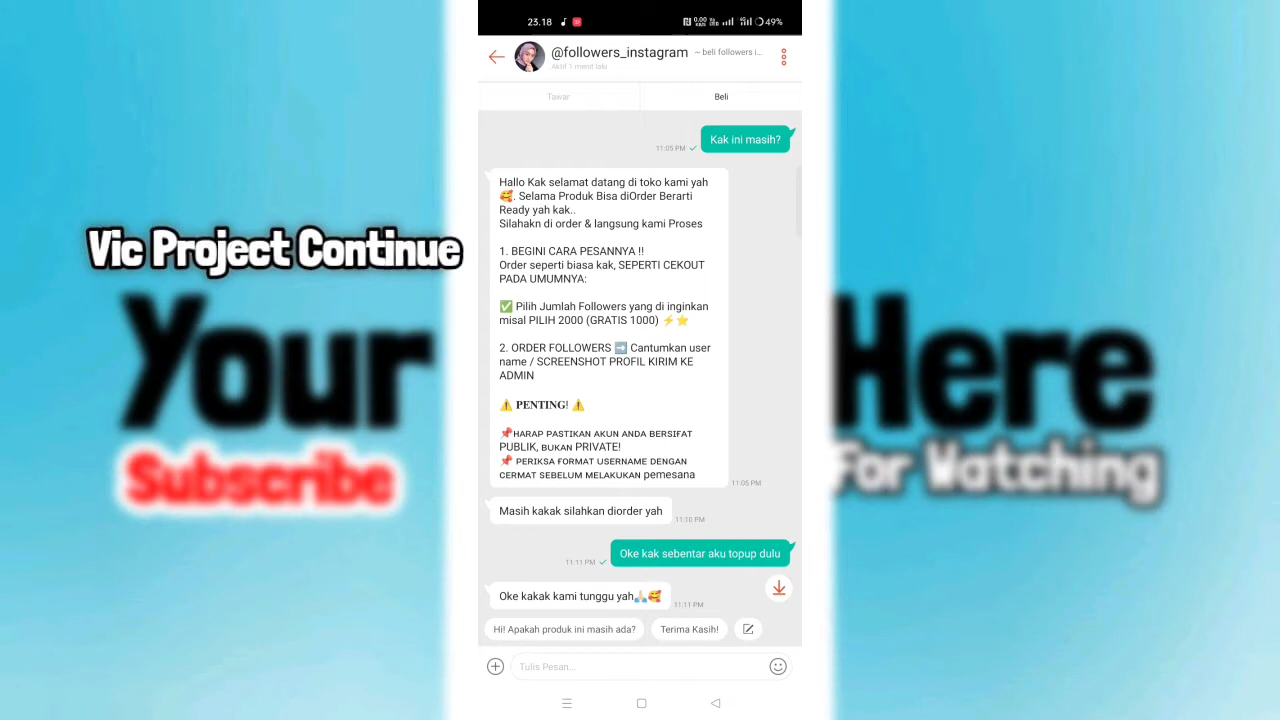 23.18
49%
@followers_instagram
~ beli followers i...
Aktif 1 menit lalu
Tawar
Beli
Kak ini masih?
11:05 PM
Hallo Kak selamat datang di toko kami yah
🥰. Selama Produk Bisa diOrder Berarti
Ready yah kak..
Silahakn di order & langsung kami Proses
1. BEGINI CARA PESANNYA !!
Order seperti biasa kak, SEPERTI CEKOUT
PADA UMUMNYA:
✅ Pilih Jumlah Followers yang di inginkan
misal PILIH 2000 (GRATIS 1000) ⚡⭐
2. ORDER FOLLOWERS ➡️ Cantumkan user
name / SCREENSHOT PROFIL KIRIM KE
ADMIN
⚠️ PENTING! ⚠️
📌HARAP PASTIKAN AKUN ANDA BERSIFAT
PUBLIK, BUKAN PRIVATE!
📌 PERIKSA FORMAT USERNAME DENGAN
CERMAT SEBELUM MELAKUKAN pemesana
11:05 PM
Masih kakak silahkan diorder yah
11:10 PM
Oke kak sebentar aku topup dulu
11:11 PM
Oke kakak kami tunggu yah🙏🏻🥰
11:11 PM
Hi! Apakah produk ini masih ada?
Terima Kasih!
Tulis Pesan...
Vic Project Continue
Your
Subscribe
Here
For Watching